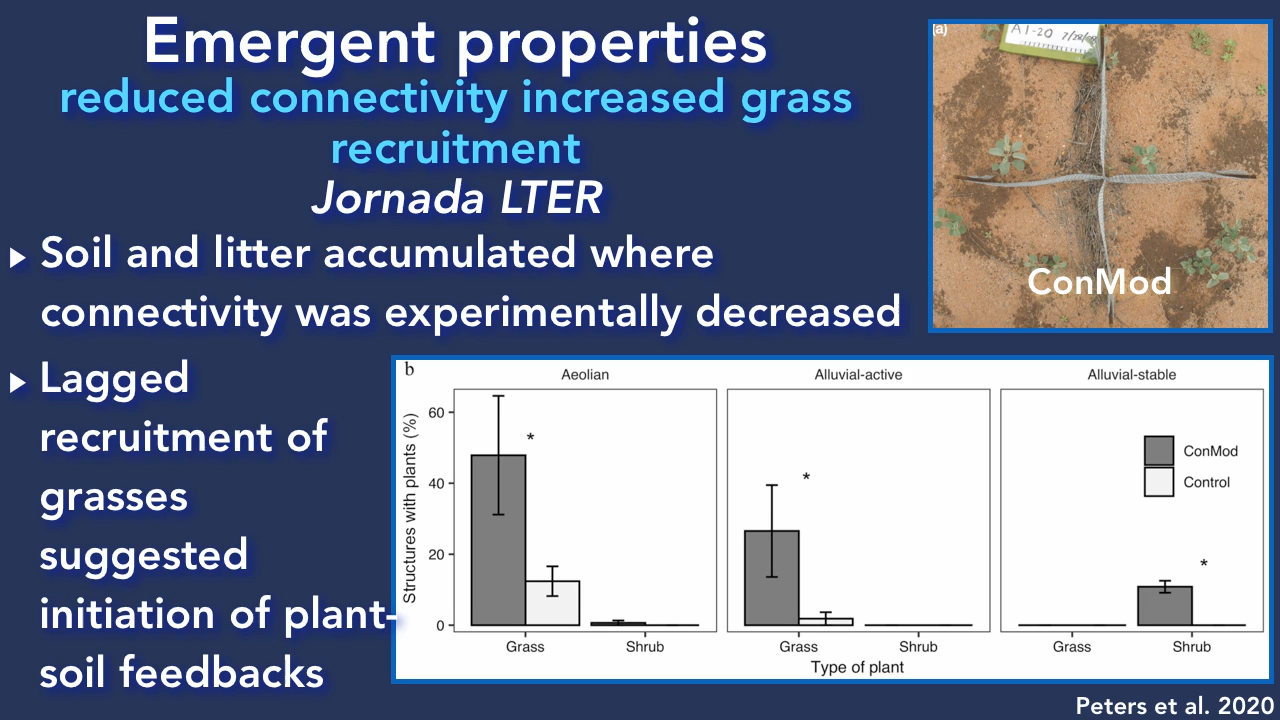 Emergent properties
reduced connectivity increased grass
recruitment
Jornada LTER
▸ Soil and litter accumulated where
connectivity was experimentally decreased
▸ Lagged
recruitment of
grasses
suggested
initiation of plant-
soil feedbacks
(a)
A1-20
ConMod
b
Aeolian
Alluvial-active
Alluvial-stable
Structures with plants (%)
60
40
20
0
*
*
*
ConMod
Control
Grass
Shrub
Grass
Shrub
Grass
Shrub
Type of plant
Peters et al. 2020